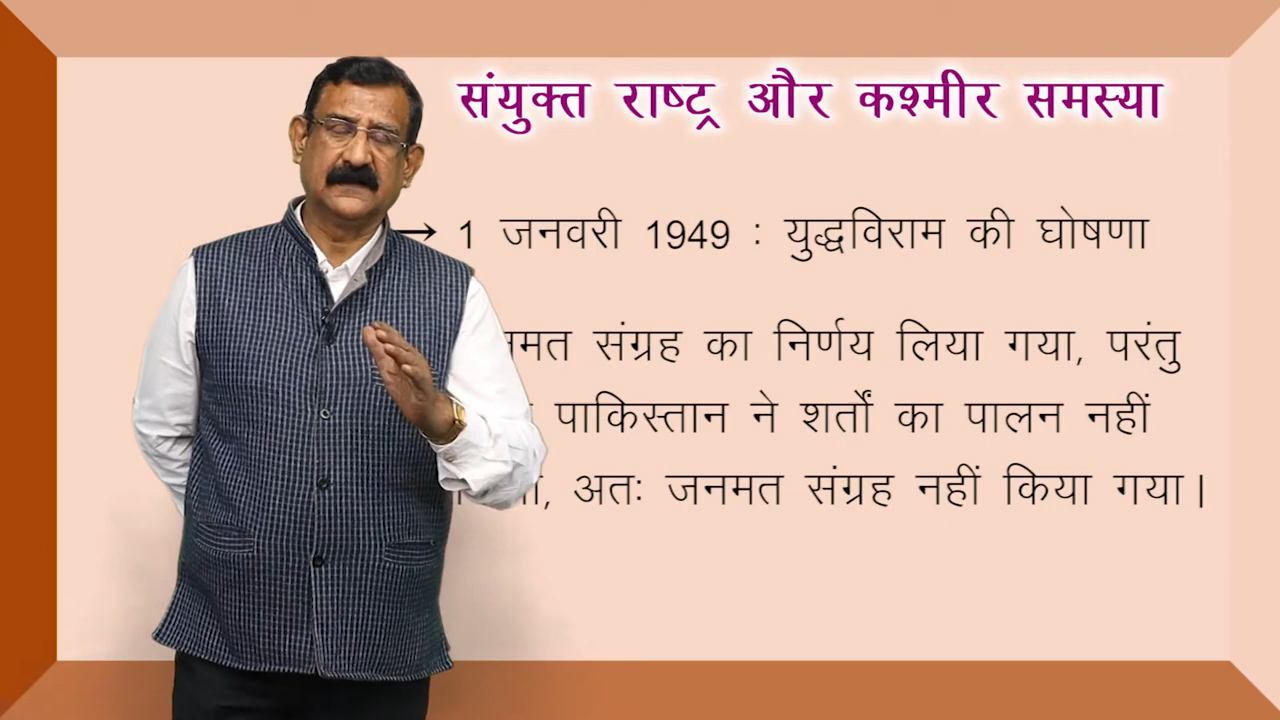 संयुक्त राष्ट्र और कश्मीर समस्या
→ 1 जनवरी 1949 : युद्धविराम की घोषणा
संग्रह का निर्णय लिया गया, परंतु
पाकिस्तान ने शर्तों का पालन नहीं
अतः जनमत संग्रह नहीं किया गया।